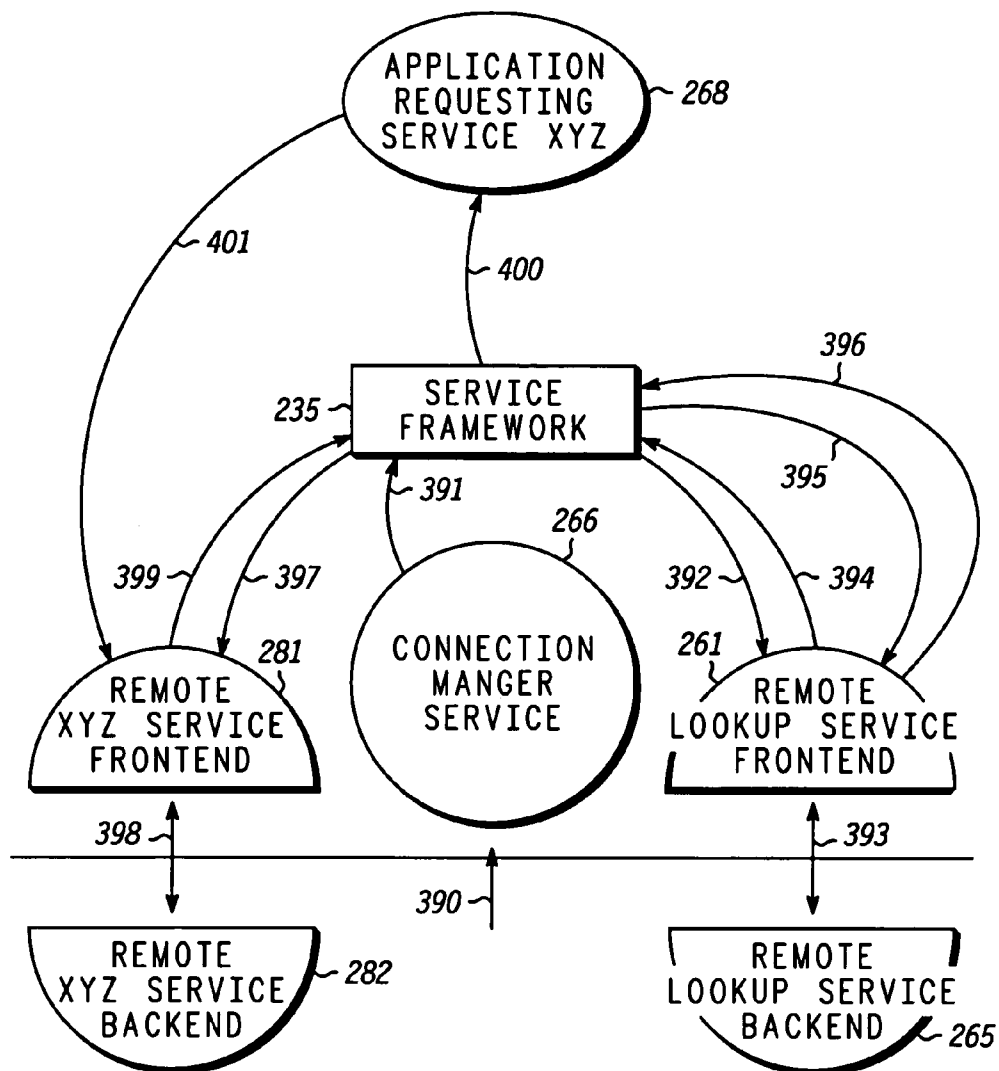 APPLICATION
REQUESTING
SERVICE XYZ
268
401
400
396
SERVICE
FRAMEWORK
235
395
391
266
399
397
392
394
CONNECTION
MANGER
SERVICE
281
REMOTE
XYZ SERVICE
FRONTEND
261
REMOTE
LOOKUP SERVICE
FRONTEND
398
393
390
REMOTE
XYZ SERVICE
BACKEND
282
REMOTE
LOOKUP SERVICE
BACKEND
265